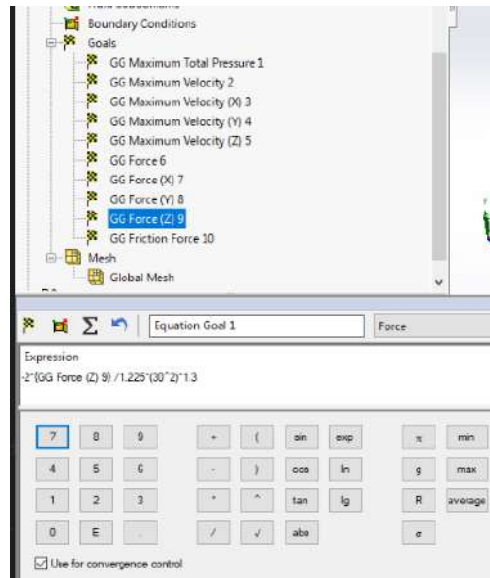 Boundary Conditions
Goals
GG Maximum Total Pressure 1
GG Maximum Velocity 2
GG Maximum Velocity (X) 3
GG Maximum Velocity (Y) 4
GG Maximum Velocity (Z) 5
GG Force 6
GG Force (X) 7
GG Force (Y) 8
GG Force (Z) 9
GG Friction Force 10
Mesh
Global Mesh
Σ Equation Goal 1 Force
Expression
-2*{GG Force (Z) 9} /1.225*(30^2)*1.3
7 8 9 + ( sin exp π min
4 5 6 - ) cos ln g max
1 2 3 * ^ tan lg R average
0 E . / √ abs σ
Use for convergence control